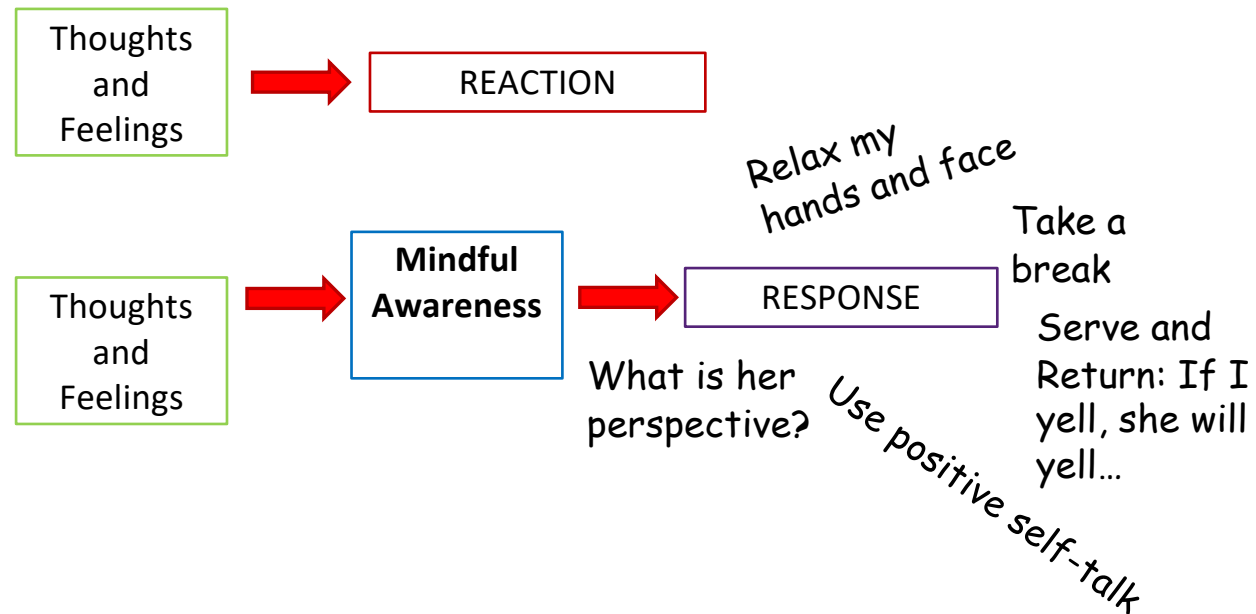 Thoughts
and
Feelings
REACTION
Relax my
hands and face
Thoughts
and
Feelings
Mindful
Awareness
RESPONSE
Take a
break
Serve and
Return: If I
yell, she will
yell…
What is her
perspective?
Use positive self-talk